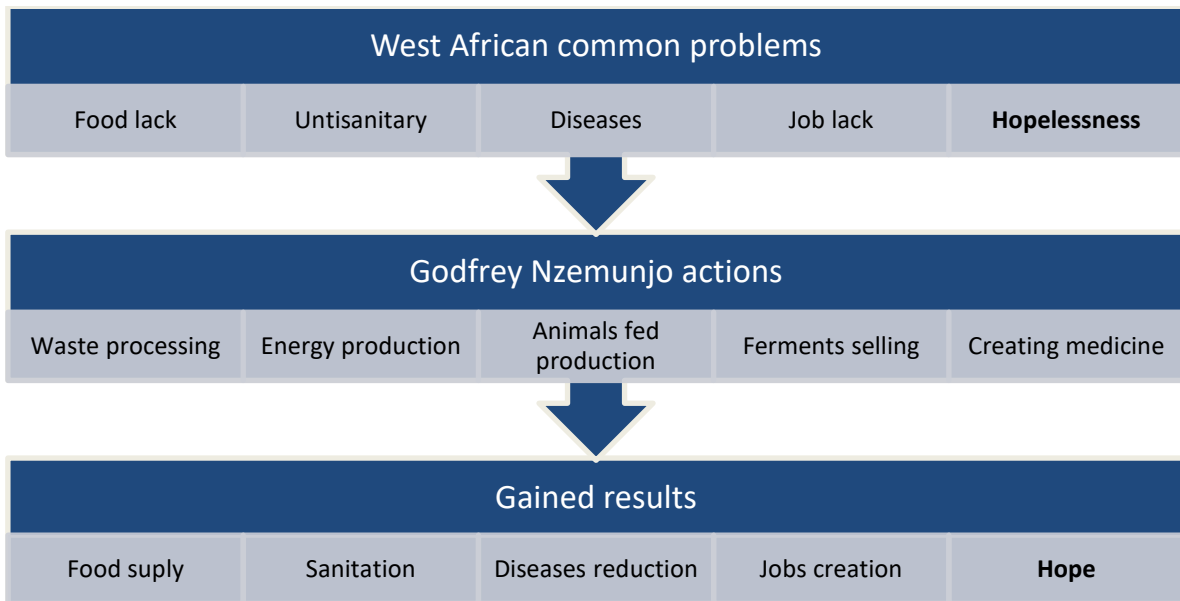 West African common problems
Food lack
Untisanitary
Diseases
Job lack
Hopelessness
Godfrey Nzemunjo actions
Waste processing
Energy production
Animals fed
production
Ferments selling
Creating medicine
Gained results
Food suply
Sanitation
Diseases reduction
Jobs creation
Hope